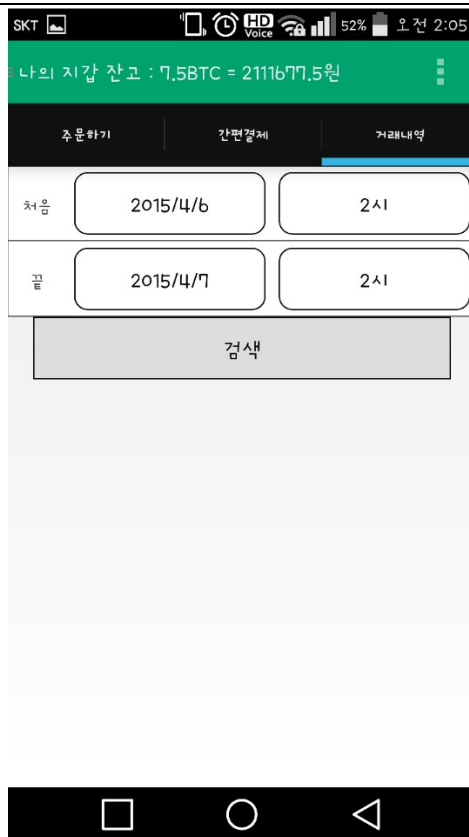 SKT HD Voice 52% 오전 2:05
나의 지갑 잔고 : 7.5BTC = 2111677.5원
주문하기 간편결제 거래내역
처음 2015/4/6 2시
끝 2015/4/7 2시
검색